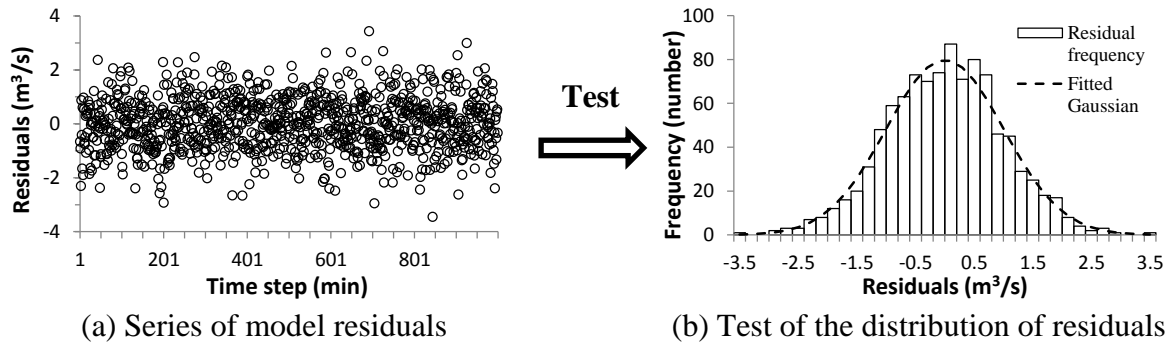 Residuals (m³/s)
4
2
0
-2
-4
1
201
401
601
801
Time step (min)
(a) Series of model residuals
Test
Frequency (number)
100
80
60
40
20
0
-3.5
-2.5
-1.5
-0.5
0.5
1.5
2.5
3.5
Residuals (m³/s)
Residual
frequency
Fitted
Gaussian
(b) Test of the distribution of residuals